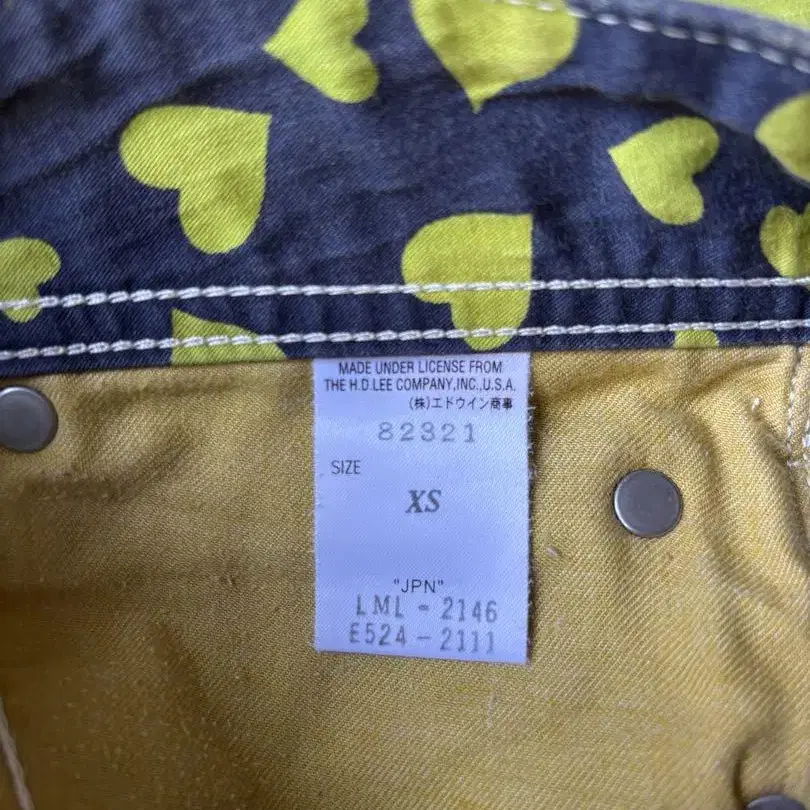 MADE UNDER LICENSE FROM
THE H.D.LEE COMPANY,INC.,U.S.A.
(株)エドウイン商事
82321
SIZE
XS
"JPN"
LML - 2146
E524 - 2111